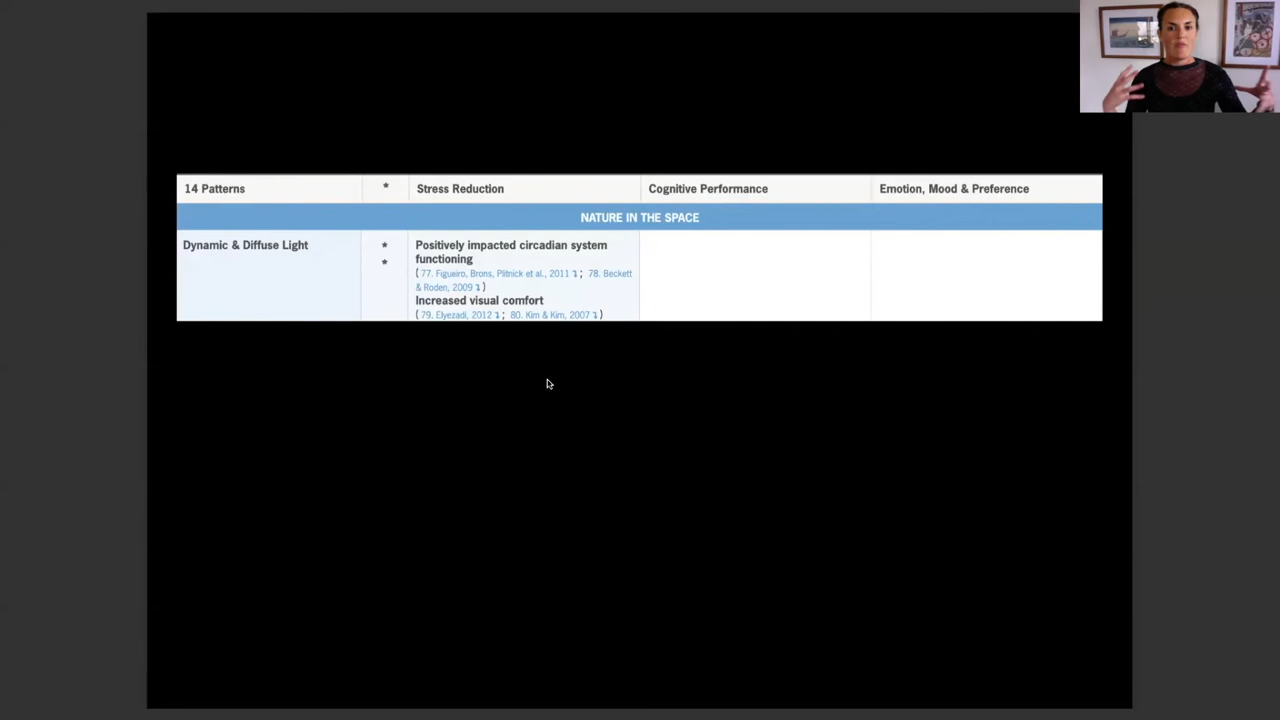 14 Patterns * Stress Reduction Cognitive Performance Emotion, Mood & Preference
NATURE IN THE SPACE
Dynamic & Diffuse Light * Positively impacted circadian system
* functioning
( 77. Figueiro, Brons, Plitnick et al., 2011 ↴ ; 78. Beckett
& Roden, 2009 ↴ )
Increased visual comfort
( 79. Elyezadi, 2012 ↴ ; 80. Kim & Kim, 2007 ↴ )